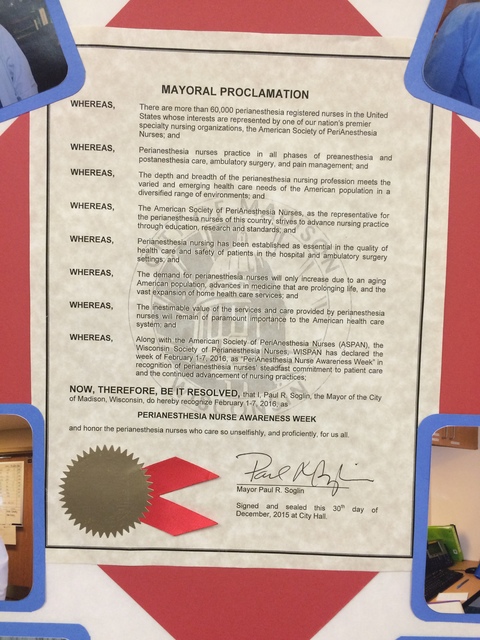 MAYORAL PROCLAMATION
WHEREAS, There are more than 60,000 perianesthesia registered nurses in the United
States whose interests are represented by one of our nation's premier
specialty nursing organizations, the American Society of PeriAnesthesia
Nurses; and
WHEREAS, Perianesthesia nurses practice in all phases of preanesthesia and
postanesthesia care, ambulatory surgery, and pain management; and
WHEREAS, The depth and breadth of the perianesthesia nursing profession meets the
varied and emerging health care needs of the American population in a
diversified range of environments; and
WHEREAS, The American Society of PeriAnesthesia Nurses, as the representative for
the perianesthesia nurses of this country, strives to advance nursing practice
through education, research and standards; and
WHEREAS, Perianesthesia nursing has been established as essential in the quality of
health care and safety of patients in the hospital and ambulatory surgery
settings; and
WHEREAS, The demand for perianesthesia nurses will only increase due to an aging
American population, advances in medicine that are prolonging life, and the
vast expansion of home health care services; and
WHEREAS, The inestimable value of the services and care provided by perianesthesia
nurses will remain of paramount importance to the American health care
system; and
WHEREAS, Along with the American Society of PeriAnesthesia Nurses (ASPAN), the
Wisconsin Society of Perianesthesia Nurses, WISPAN has declared the
week of February 1-7, 2016, as "PeriAnesthesia Nurse Awareness Week" in
recognition of perianesthesia nurses' steadfast commitment to patient care
and the continued advancement of nursing practices;
NOW, THEREFORE, BE IT RESOLVED, that I, Paul R. Soglin, the Mayor of the City
of Madison, Wisconsin, do hereby recognize February 1-7, 2016, as
PERIANESTHESIA NURSE AWARENESS WEEK
and honor the perianesthesia nurses who care so unselfishly, and proficiently, for us all.
Paul R Soglin
Mayor Paul R. Soglin
Signed and sealed this 30th day of
December, 2015 at City Hall.